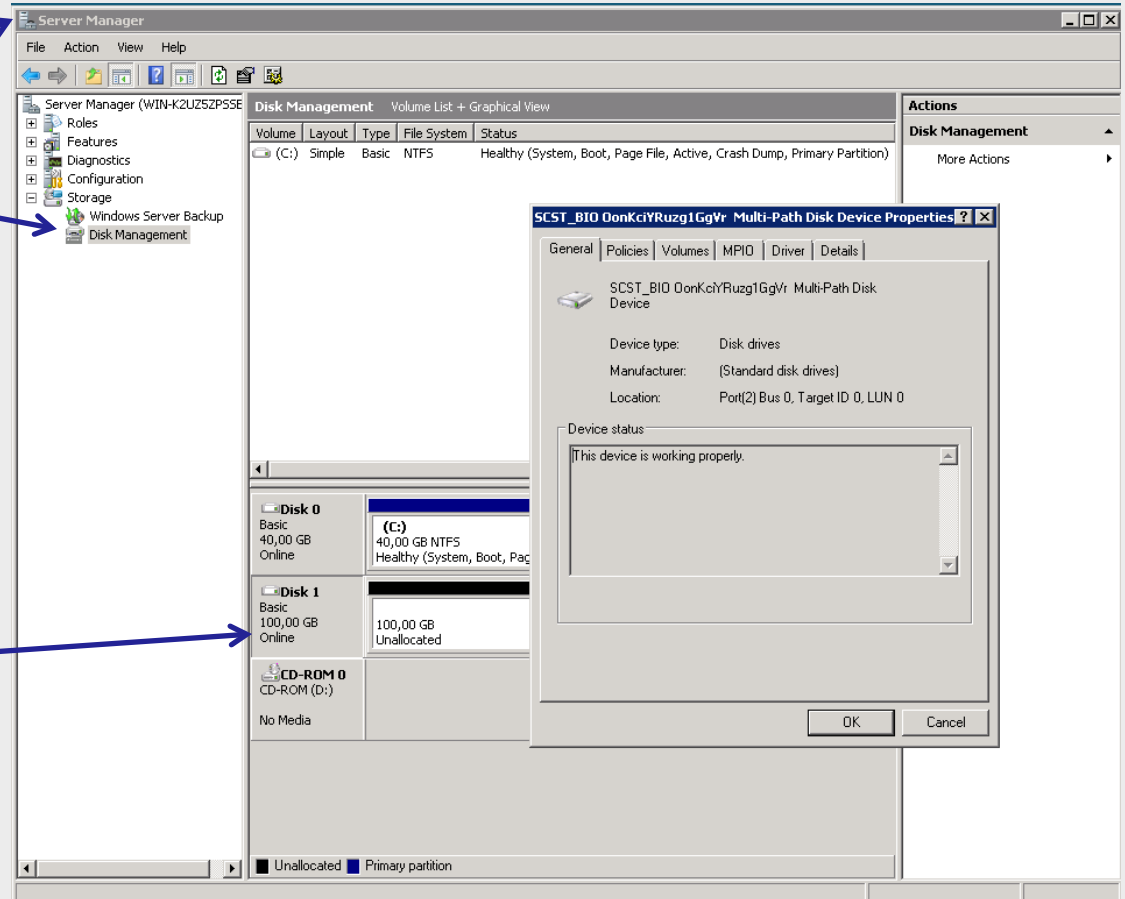 Server Manager
File Action View Help
Server Manager (WIN-K2UZ5ZPSSE
Roles
Features
Diagnostics
Configuration
Storage
Windows Server Backup
Disk Management
Disk Management Volume List + Graphical View
Volume Layout Type File System Status
(C:) Simple Basic NTFS Healthy (System, Boot, Page File, Active, Crash Dump, Primary Partition)
Actions
Disk Management
More Actions
SCST_BIO OonKciYRuzg1GgVr Multi-Path Disk Device Properties
General Policies Volumes MPIO Driver Details
SCST_BIO OonKciYRuzg1GgVr Multi-Path Disk
Device
Device type: Disk drives
Manufacturer: (Standard disk drives)
Location: Port(2) Bus 0, Target ID 0, LUN 0
Device status
This device is working properly.
OK Cancel
Disk 0
Basic
40,00 GB
Online
(C:)
40,00 GB NTFS
Healthy (System, Boot, Pag
Disk 1
Basic
100,00 GB
Online
100,00 GB
Unallocated
CD-ROM 0
CD-ROM (D:)
No Media
Unallocated Primary partition